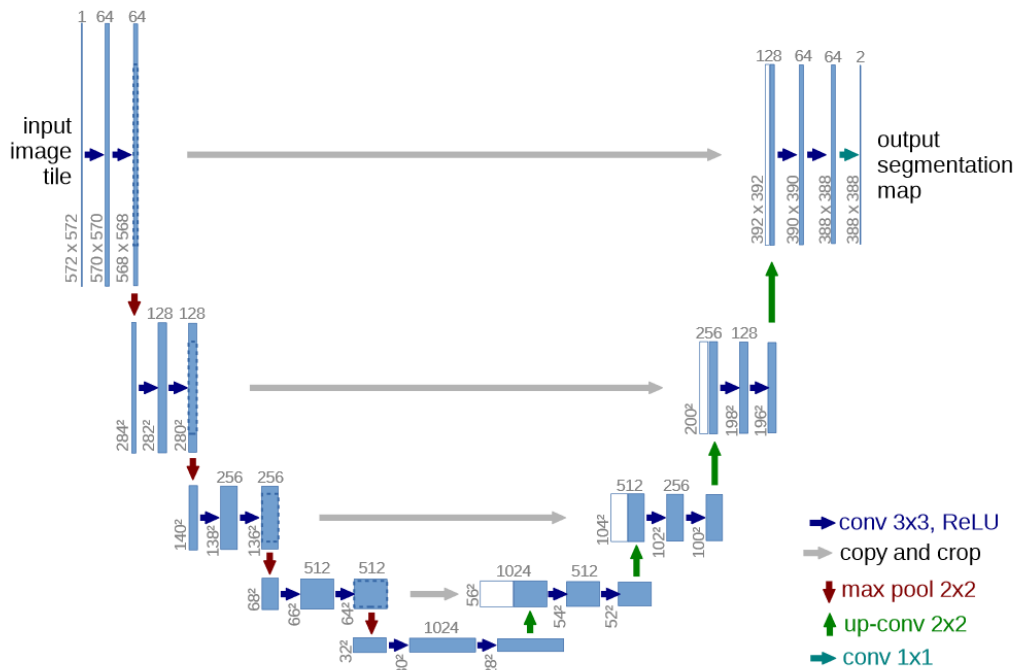 1 64 64
128 64 64 2
input
image
tile
output
segmentation
map
572 x 572
570 x 570
568 x 568
392 x 392
390 x 390
388 x 388
388 x 388
128 128
256 128
284²
282²
280²
200²
198²
196²
256 256
512 256
140²
138²
136²
104²
102²
100²
conv 3x3, ReLU
copy and crop
max pool 2x2
up-conv 2x2
conv 1x1
512 512
1024 512
68²
66²
64²
56²
54²
52²
1024
32²